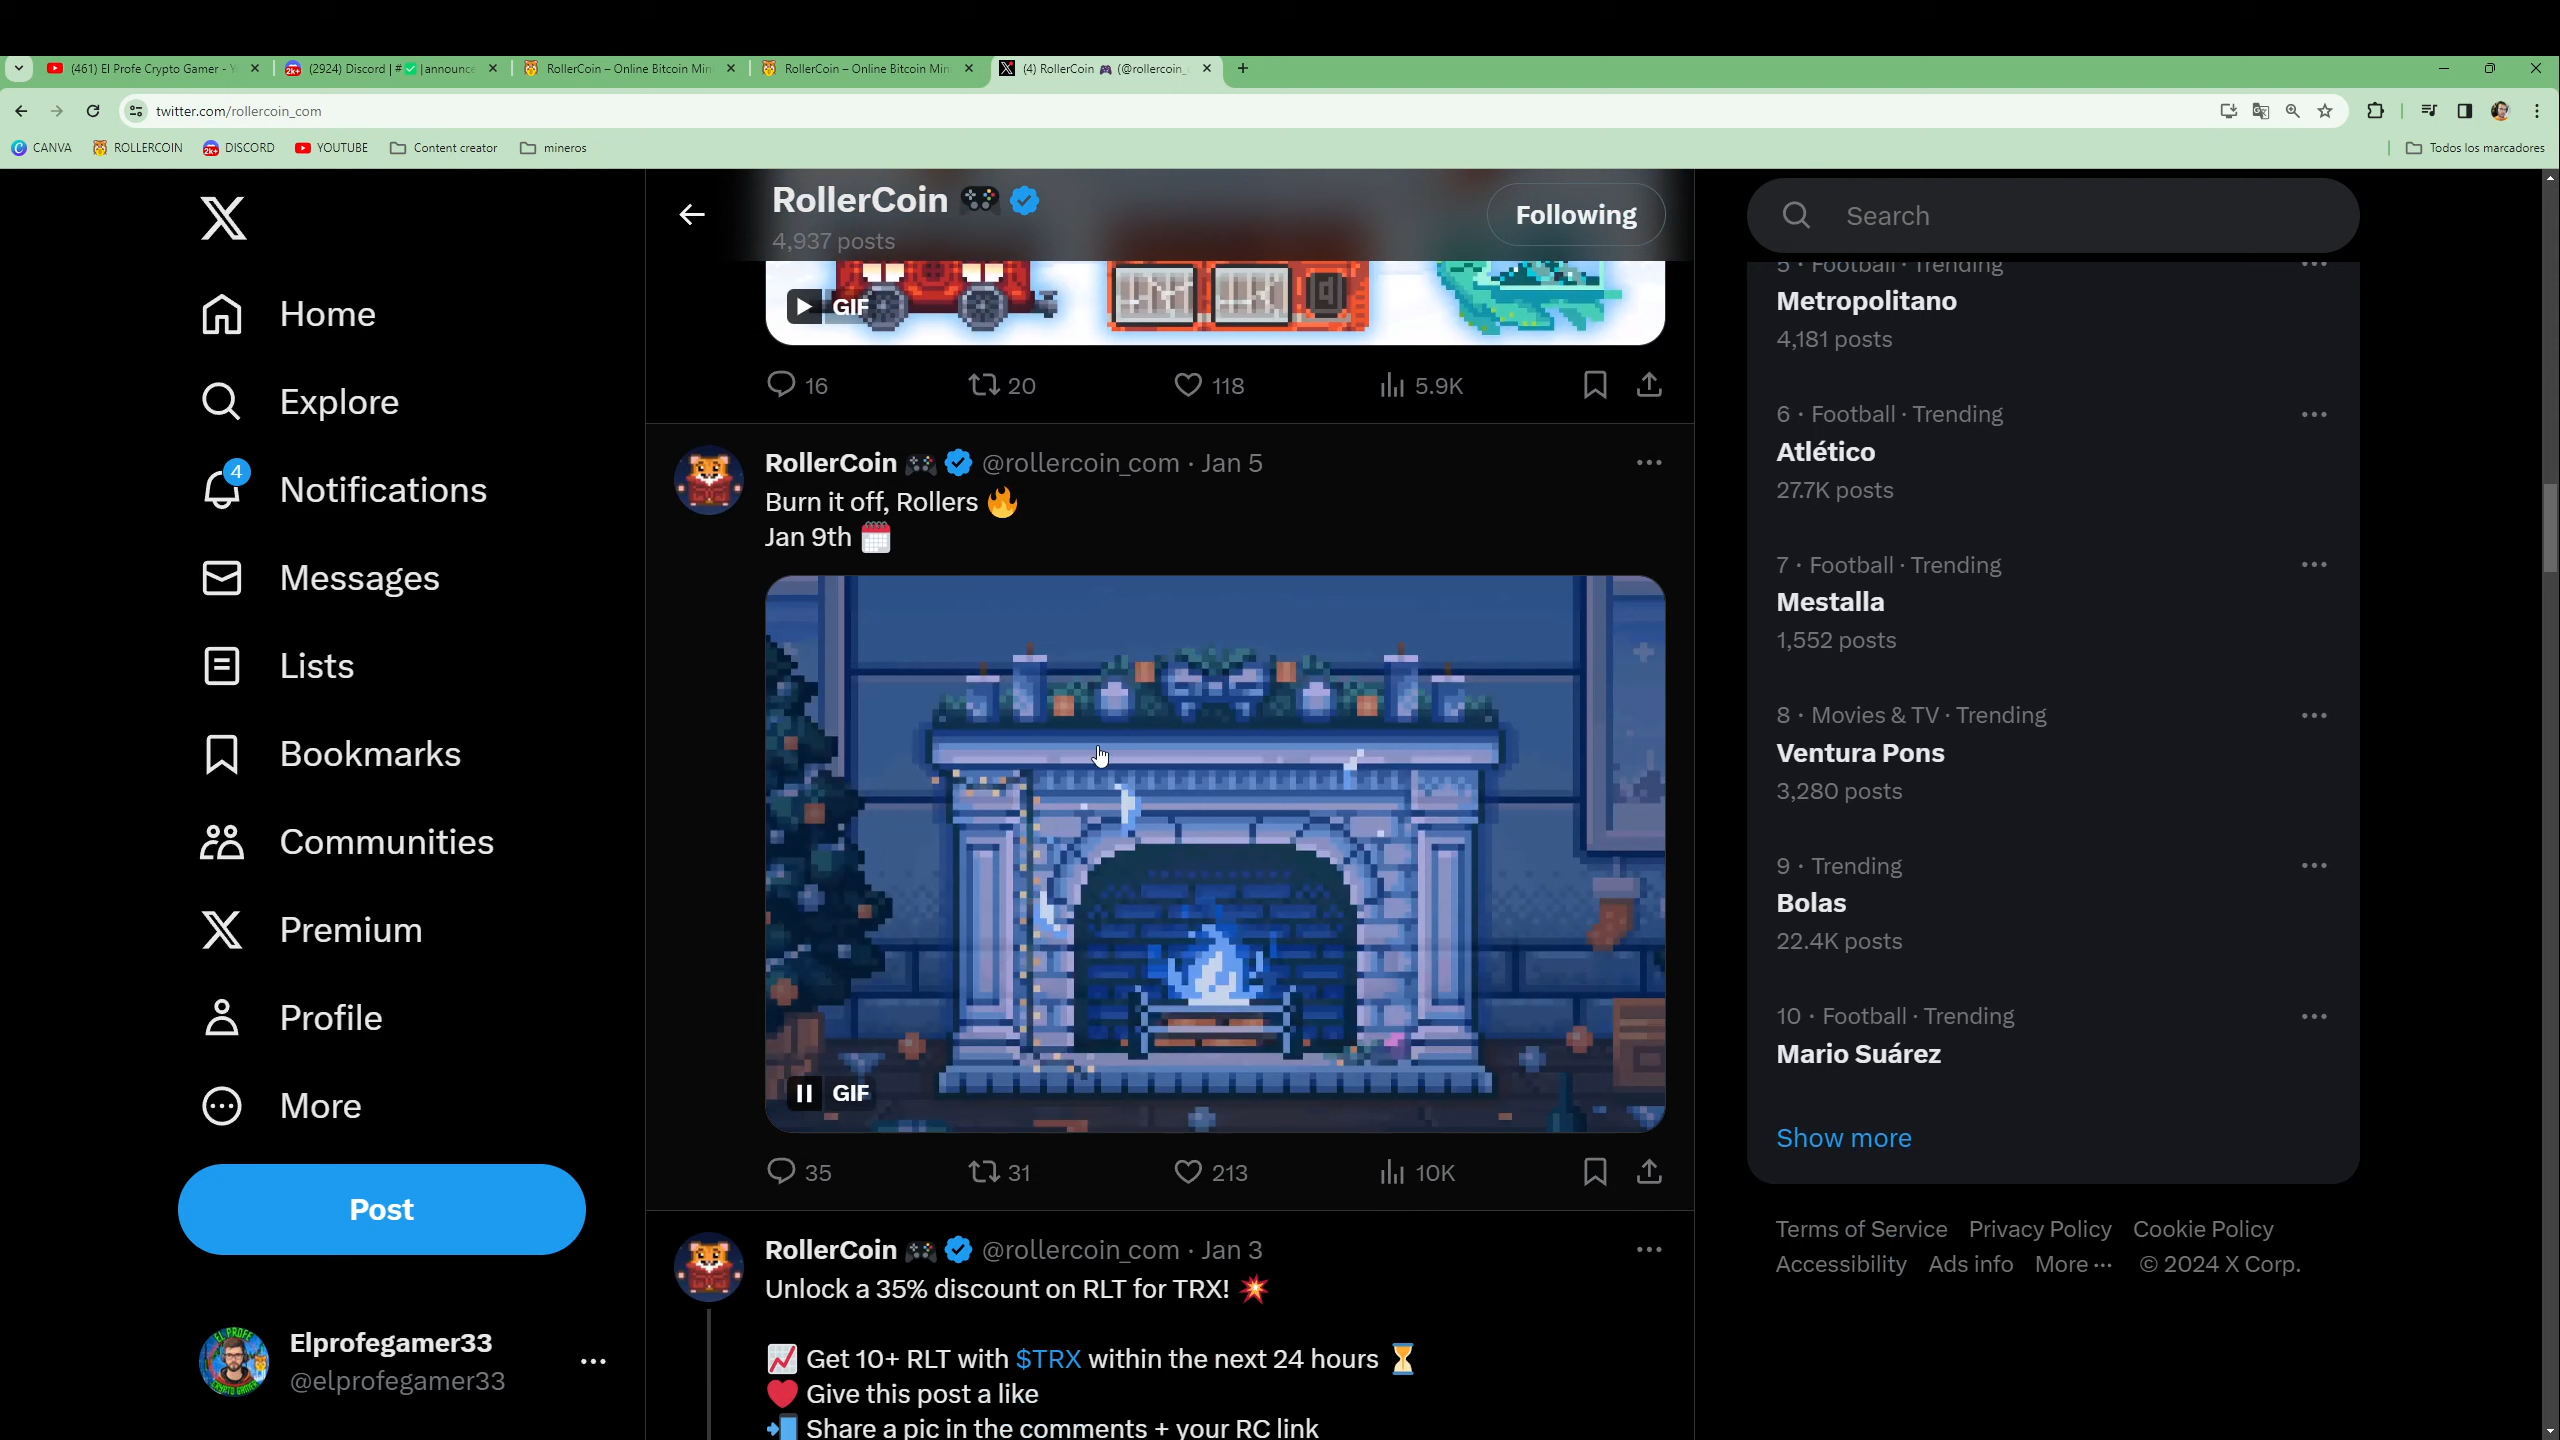 (461) El Profe Crypto Gamer - Y
(2924) Discord | #✅|announce
RollerCoin – Online Bitcoin Min
RollerCoin – Online Bitcoin Min
(4) RollerCoin 🎮 (@rollercoin_
twitter.com/rollercoin_com
CANVA
ROLLERCOIN
DISCORD
YOUTUBE
Content creator
mineros
Todos los marcadores
Home
Explore
4
Notifications
Messages
Lists
Bookmarks
Communities
Premium
Profile
More
Post
Elprofegamer33
@elprofegamer33
RollerCoin 🎮
4,937 posts
Following
GIF
16 20 118 5.9K
RollerCoin 🎮 @rollercoin_com · Jan 5
Burn it off, Rollers 🔥
Jan 9th 🗓️
GIF
35 31 213 10K
RollerCoin 🎮 @rollercoin_com · Jan 3
Unlock a 35% discount on RLT for TRX! 💥
📈 Get 10+ RLT with $TRX within the next 24 hours ⏳
❤️ Give this post a like
📲 Share a pic in the comments + your RC link
Search
5 · Football · Trending
Metropolitano
4,181 posts
6 · Football · Trending
Atlético
27.7K posts
7 · Football · Trending
Mestalla
1,552 posts
8 · Movies & TV · Trending
Ventura Pons
3,280 posts
9 · Trending
Bolas
22.4K posts
10 · Football · Trending
Mario Suárez
Show more
Terms of Service Privacy Policy Cookie Policy
Accessibility Ads info More ··· © 2024 X Corp.